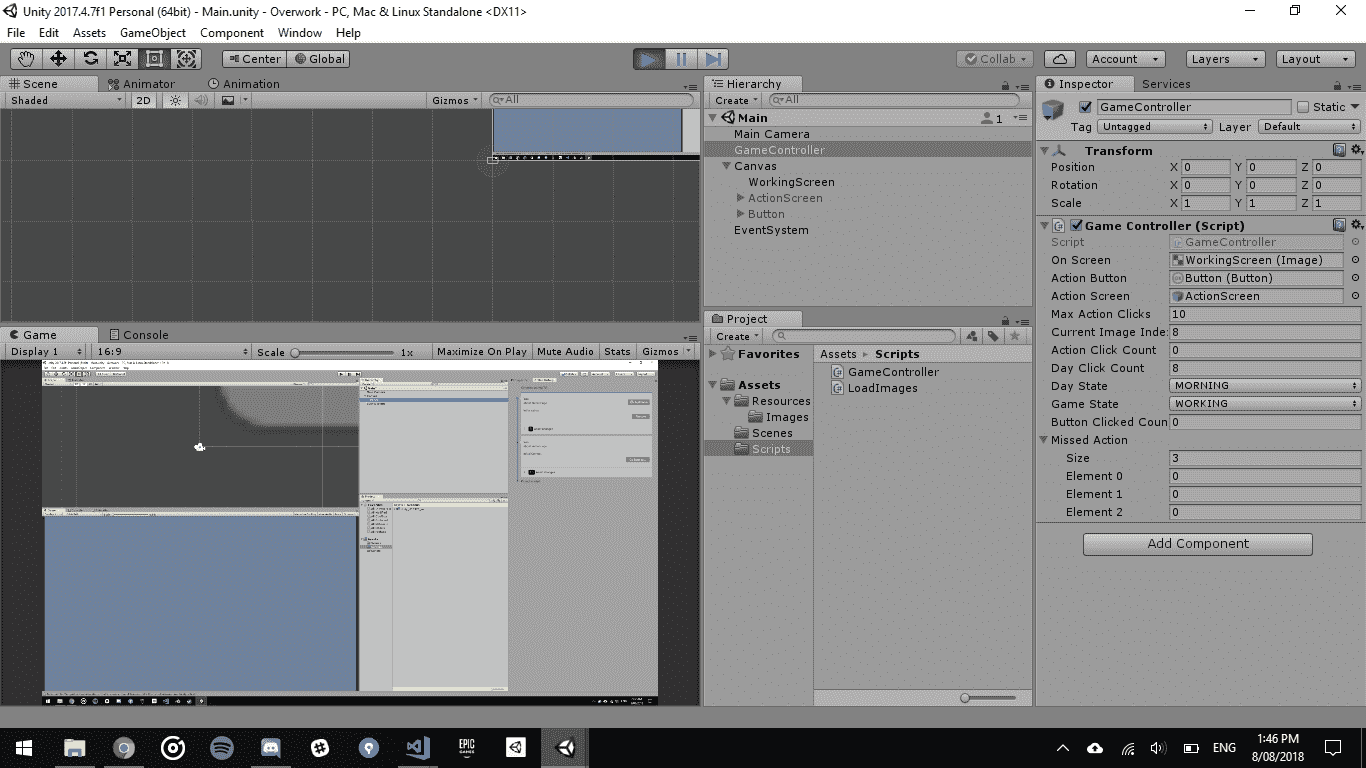 Unity 2017.4.7f1 Personal (64bit) - Main.unity - Overwork - PC, Mac & Linux Standalone <DX11>
File Edit Assets GameObject Component Window Help
Center Global Collab Account Layers Layout
Scene Animator Animation
Shaded 2D Gizmos All
Hierarchy
Create All
Main 1
Main Camera
GameController
Canvas
WorkingScreen
ActionScreen
Button
EventSystem
Game Console
Display 1 16:9 Scale 1x Maximize On Play Mute Audio Stats Gizmos
Project
Create
Favorites
Assets
Resources
Images
Scenes
Scripts
Assets Scripts
GameController
LoadImages
Inspector Services
GameController Static
Tag Untagged Layer Default
Transform
Position X 0 Y 0 Z 0
Rotation X 0 Y 0 Z 0
Scale X 1 Y 1 Z 1
Game Controller (Script)
Script GameController
On Screen WorkingScreen (Image)
Action Button Button (Button)
Action Screen ActionScreen
Max Action Clicks 10
Current Image Inde 8
Action Click Count 0
Day Click Count 8
Day State MORNING
Game State WORKING
Button Clicked Coun 0
Missed Action
Size 3
Element 0 0
Element 1 0
Element 2 0
Add Component
EPIC GAMES
ENG
1:46 PM
8/08/2018